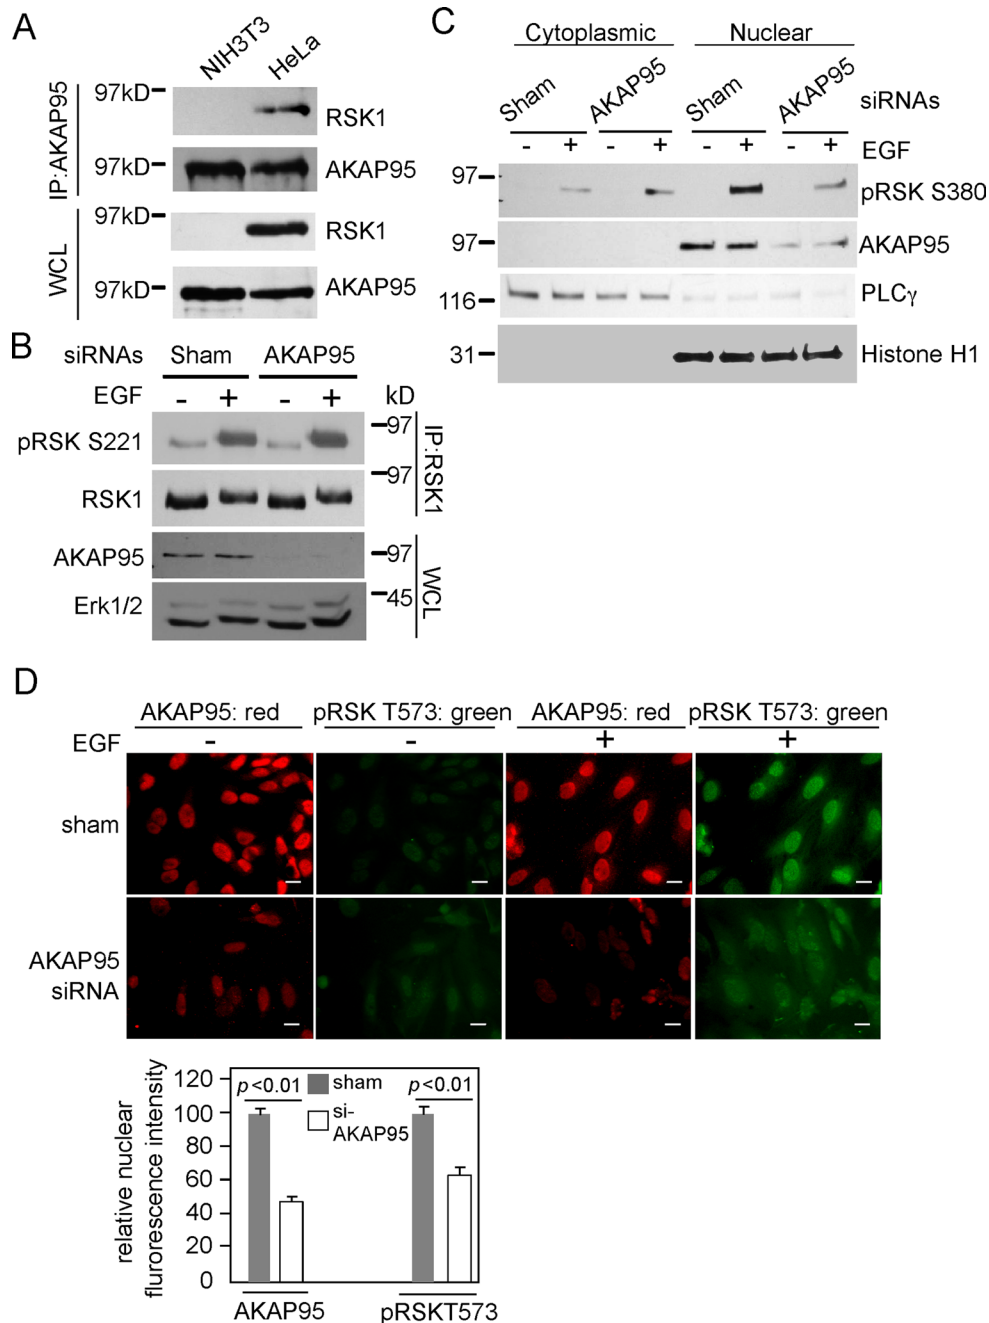 A
NIH3T3
HeLa
IP:AKAP95
97kD
RSK1
97kD
AKAP95
WCL
97kD
RSK1
97kD
AKAP95
B
siRNAs
Sham
AKAP95
EGF
- + - +
kD
pRSK S221
97
RSK1
97
IP:RSK1
AKAP95
97
Erk1/2
45
WCL
C
Cytoplasmic
Nuclear
Sham
AKAP95
Sham
AKAP95
siRNAs
- + - + - + - +
EGF
97
pRSK S380
97
AKAP95
116
PLCγ
31
Histone H1
D
AKAP95: red
pRSK T573: green
AKAP95: red
pRSK T573: green
EGF
- - + +
sham
AKAP95
siRNA
relative nuclear
flurorescence intensity
120
100
80
60
40
20
0
p<0.01
sham
si-
AKAP95
p<0.01
AKAP95
pRSKT573